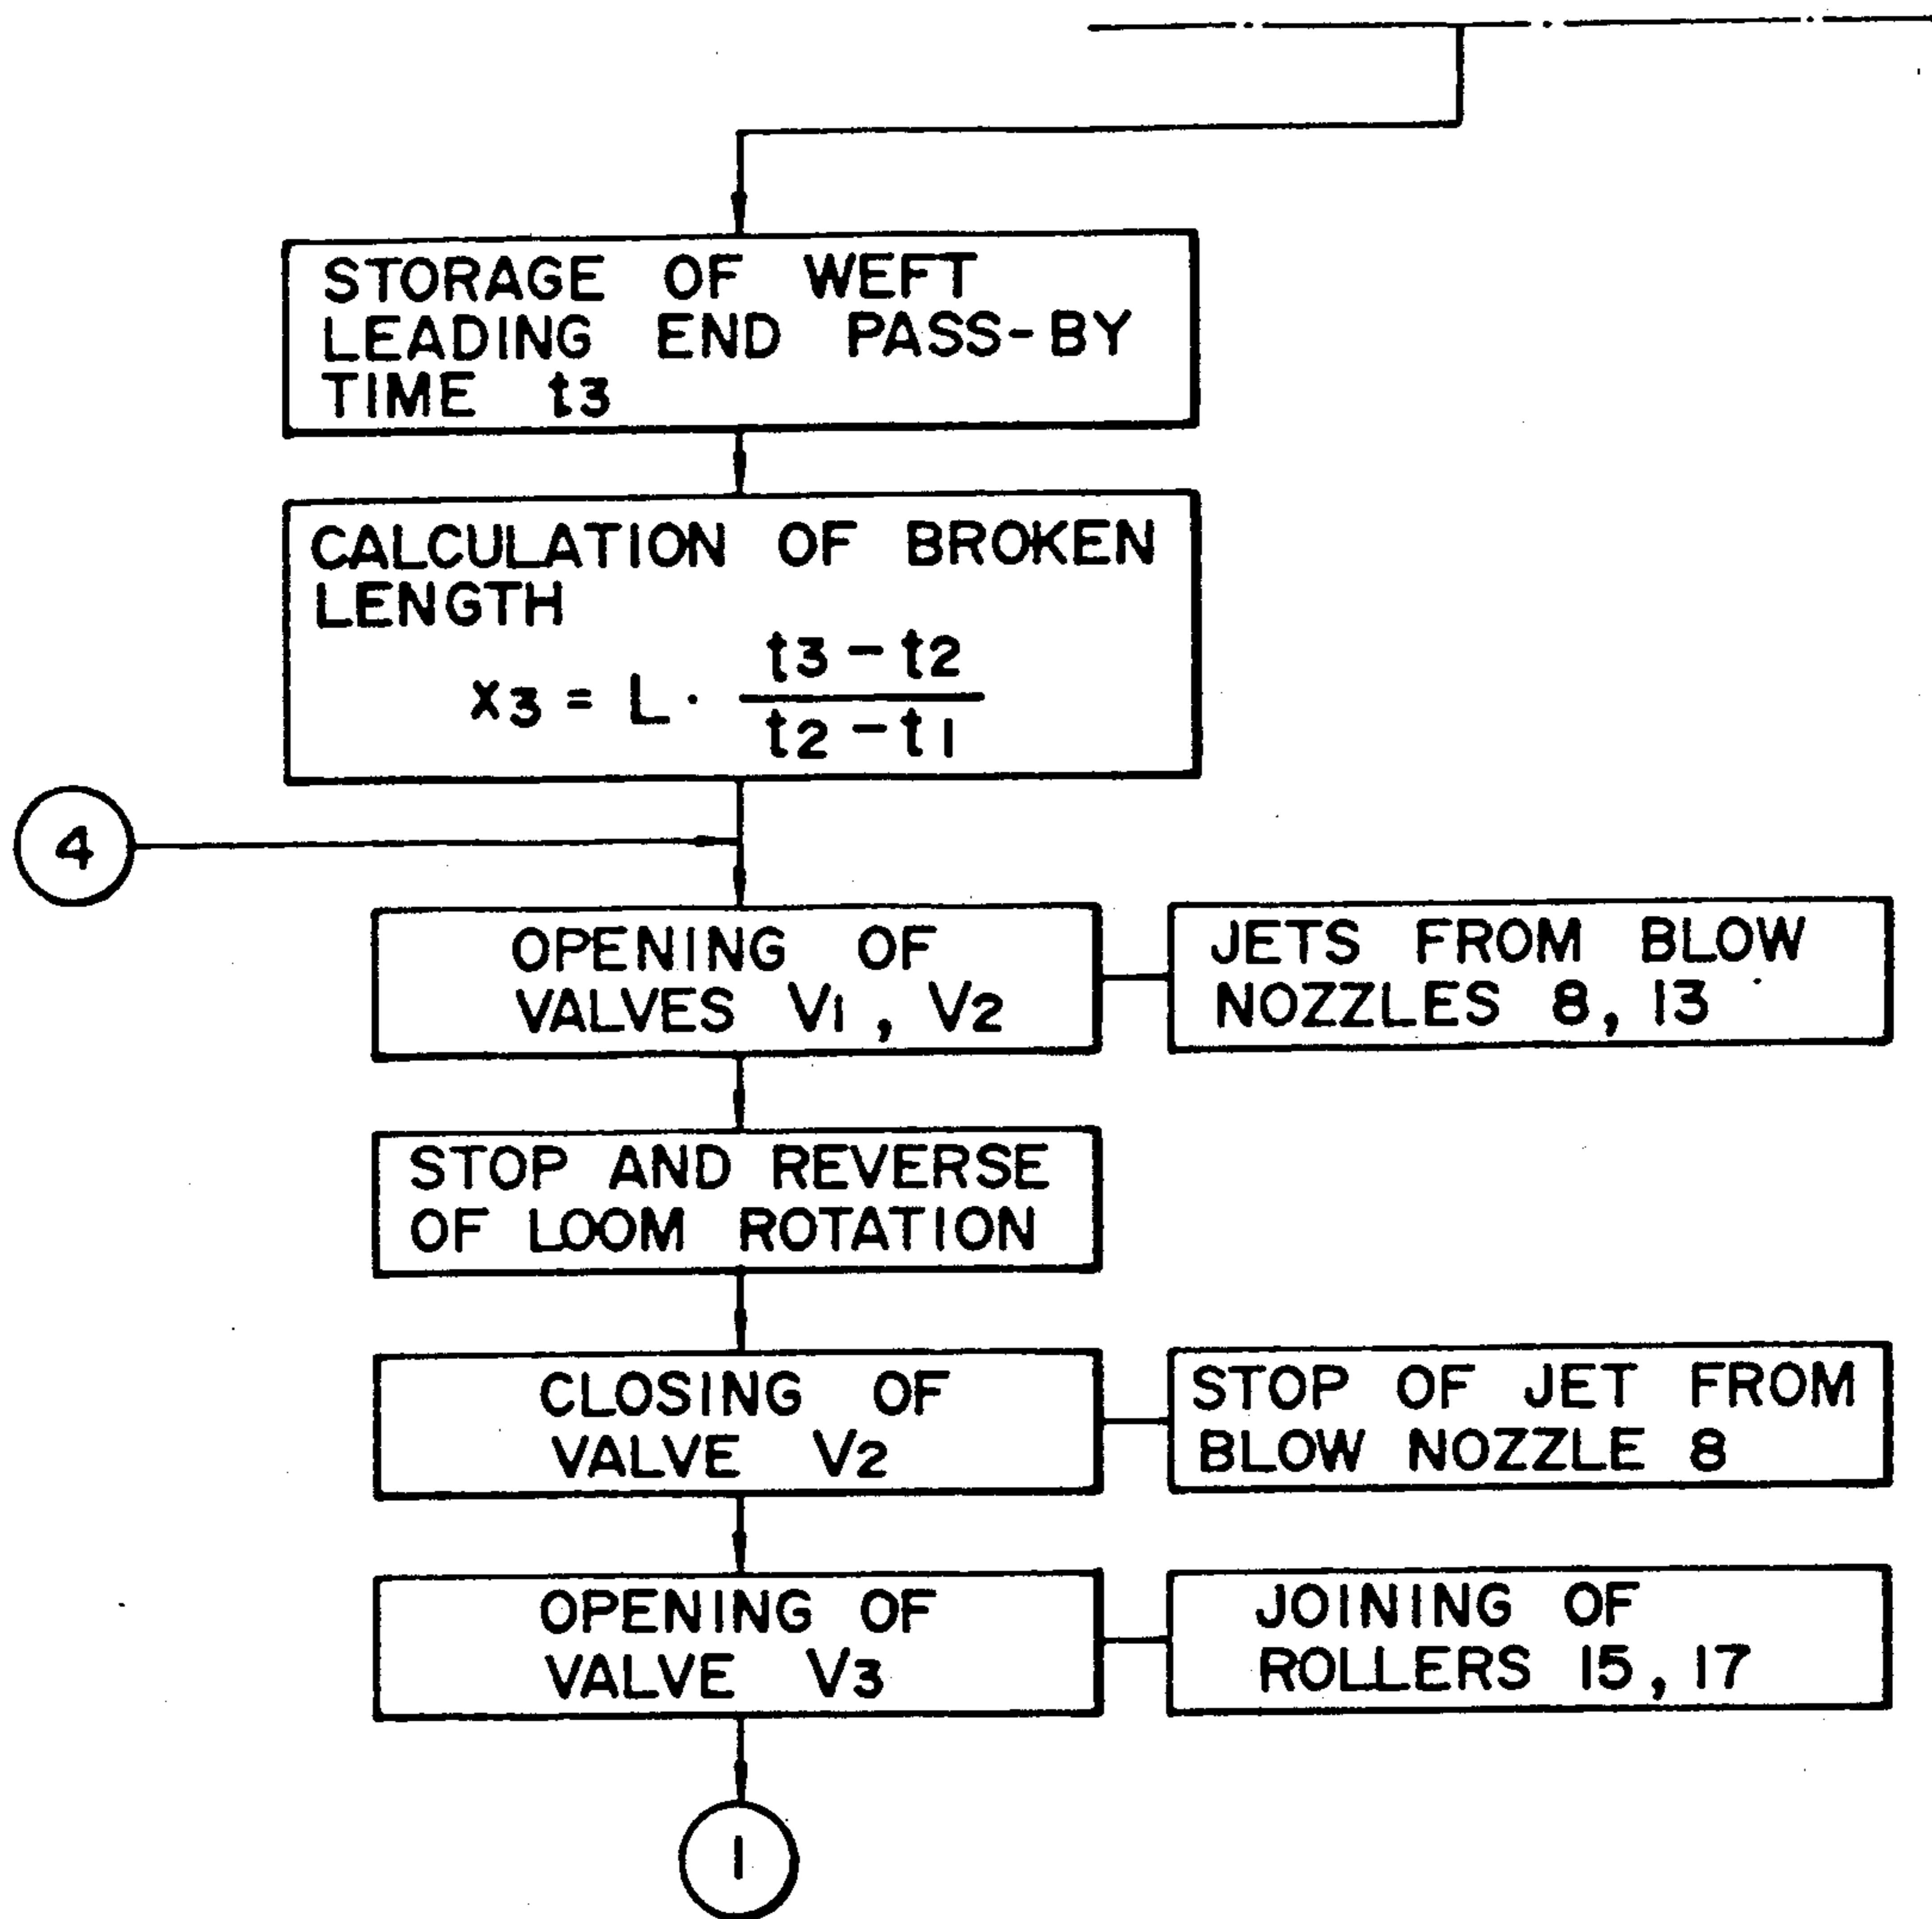 STORAGE OF WEFT
LEADING END PASS-BY
TIME t3
CALCULATION OF BROKEN
LENGTH
x3 = L · (t3 - t2) / (t2 - t1)
4
OPENING OF
VALVES V1, V2
JETS FROM BLOW
NOZZLES 8, 13
STOP AND REVERSE
OF LOOM ROTATION
CLOSING OF
VALVE V2
STOP OF JET FROM
BLOW NOZZLE 8
OPENING OF
VALVE V3
JOINING OF
ROLLERS 15, 17
1